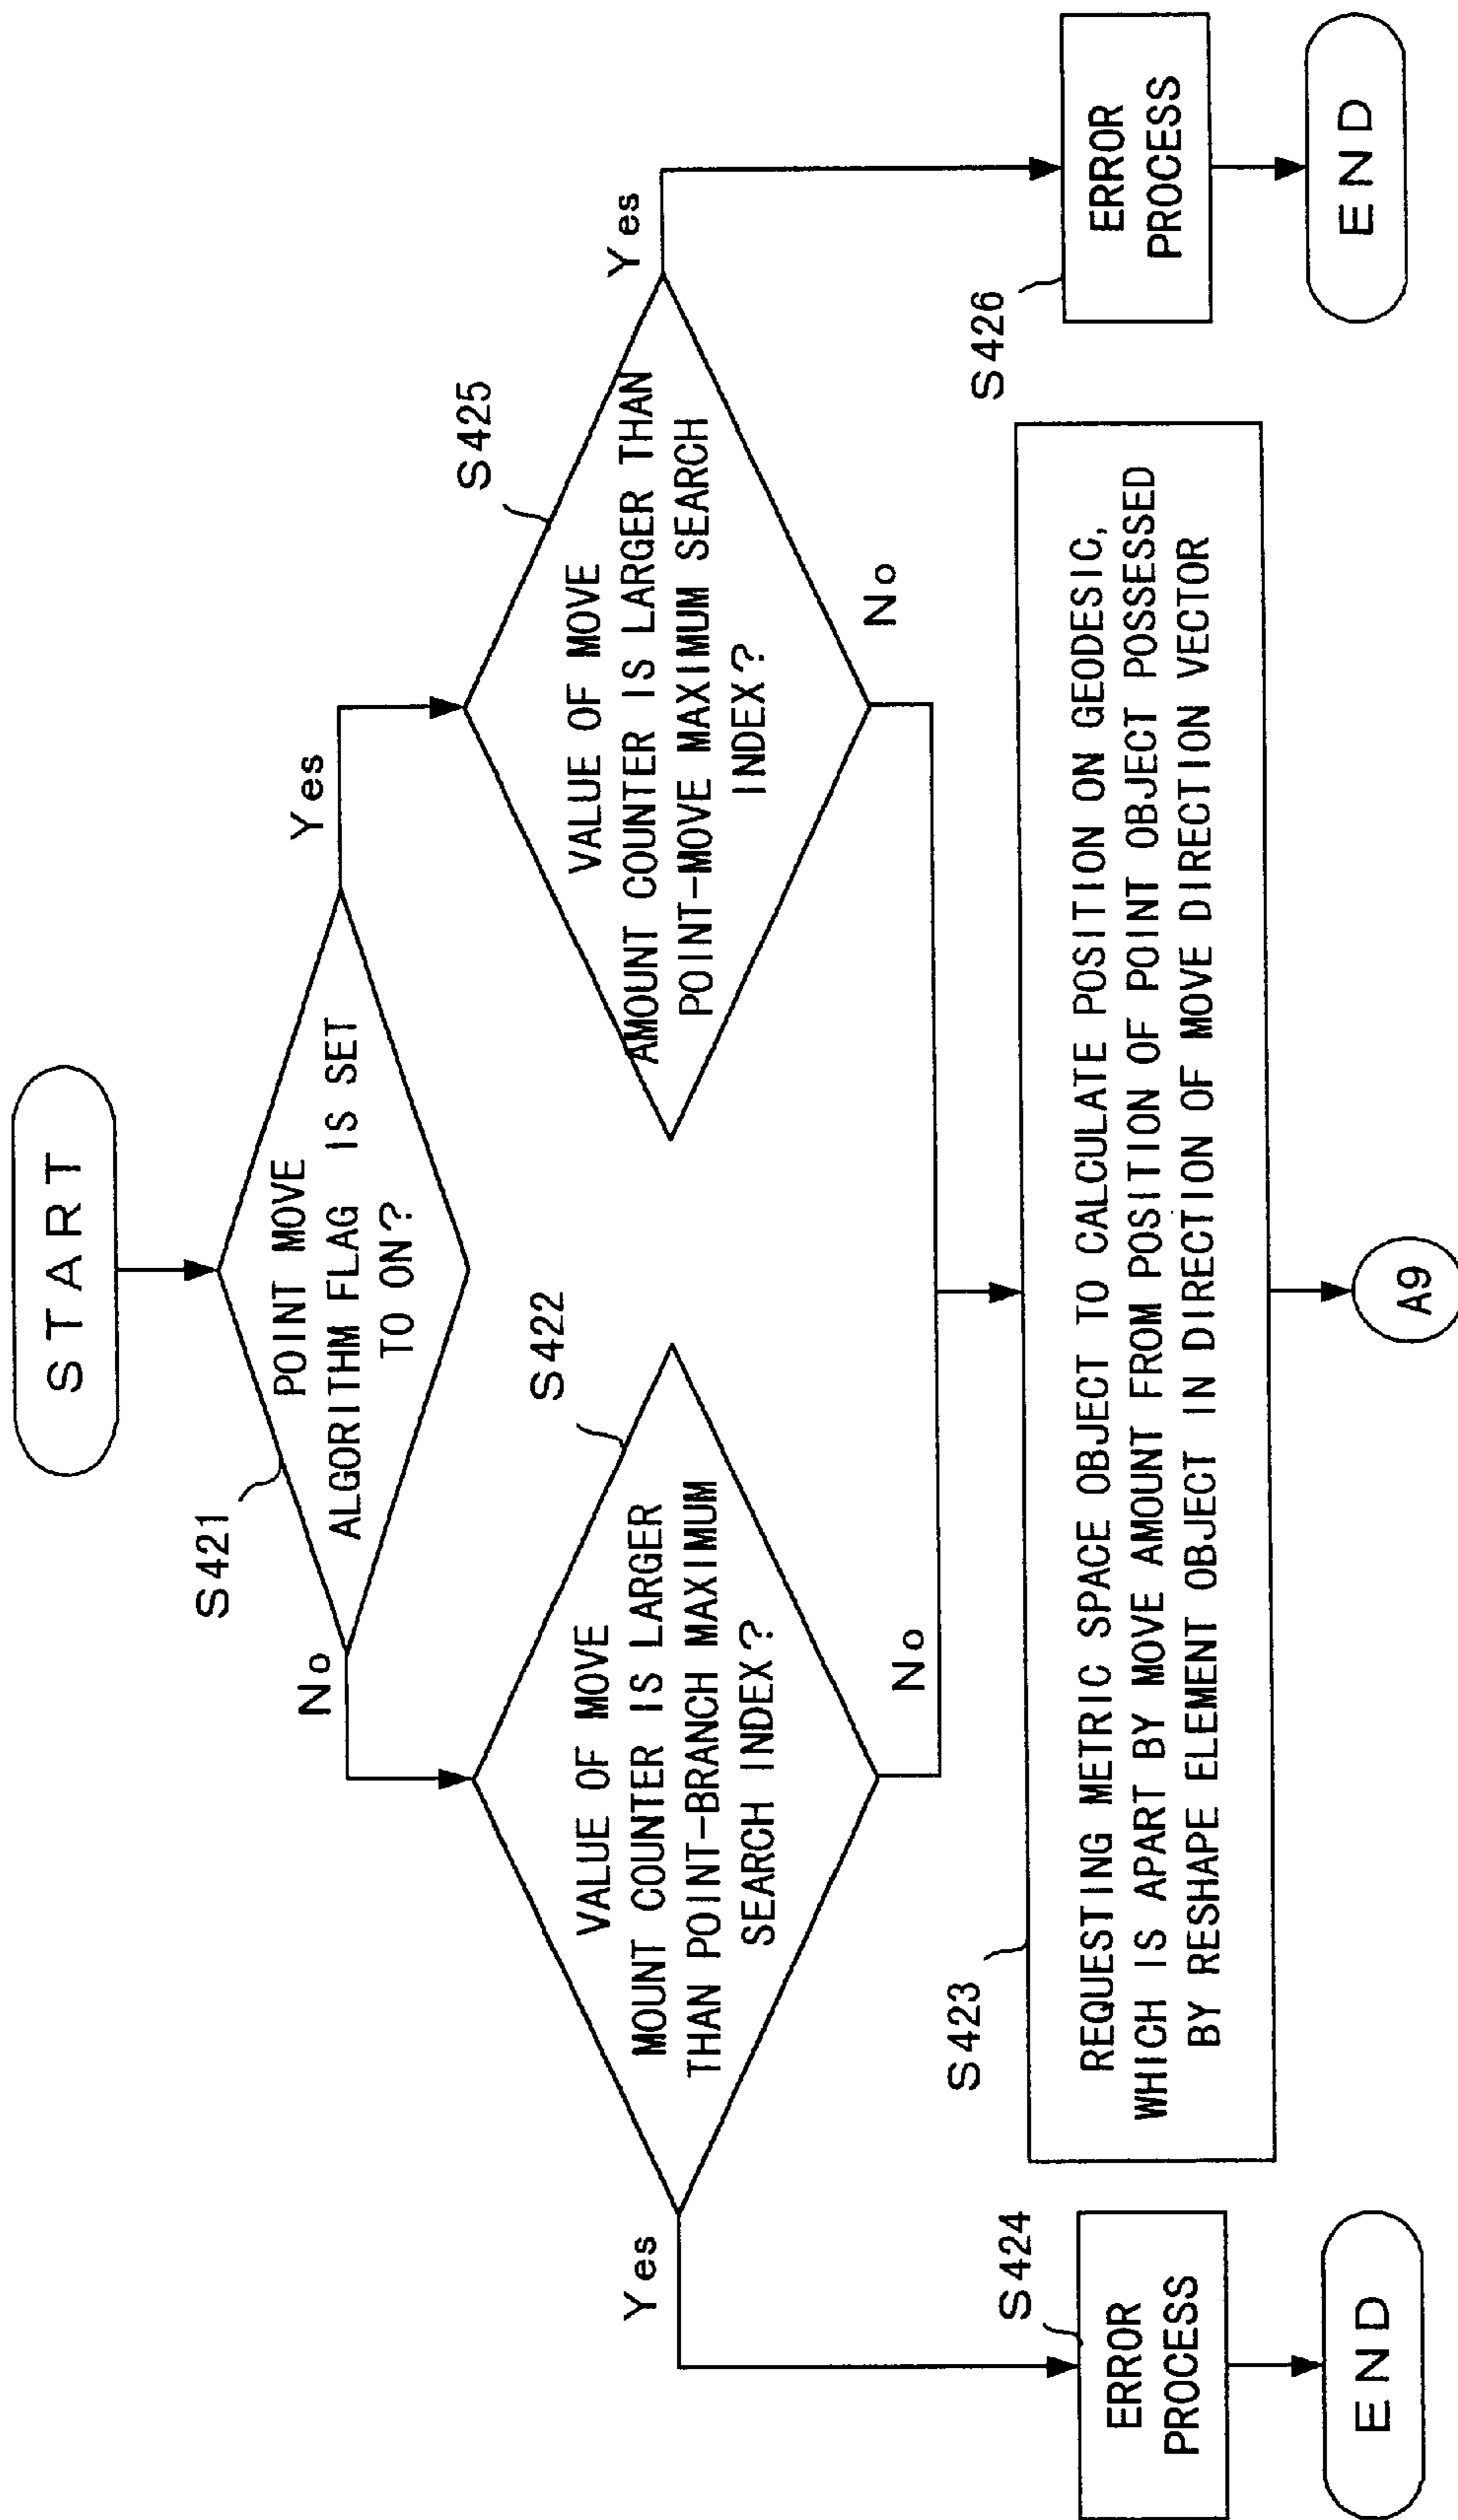 START
S421
POINT MOVE
ALGORITHM FLAG IS SET
TO ON?
No
Yes
S422
VALUE OF MOVE
MOUNT COUNTER IS LARGER
THAN POINT-BRANCH MAXIMUM
SEARCH INDEX?
Yes
No
S425
VALUE OF MOVE
AMOUNT COUNTER IS LARGER THAN
POINT-MOVE MAXIMUM SEARCH
INDEX?
Yes
No
S424
ERROR
PROCESS
END
S423
REQUESTING METRIC SPACE OBJECT TO CALCULATE POSITION ON GEODESIC,
WHICH IS APART BY MOVE AMOUNT FROM POSITION OF POINT OBJECT POSSESSED
BY RESHAPE ELEMENT OBJECT IN DIRECTION OF MOVE DIRECTION VECTOR
A9
S426
ERROR
PROCESS
END